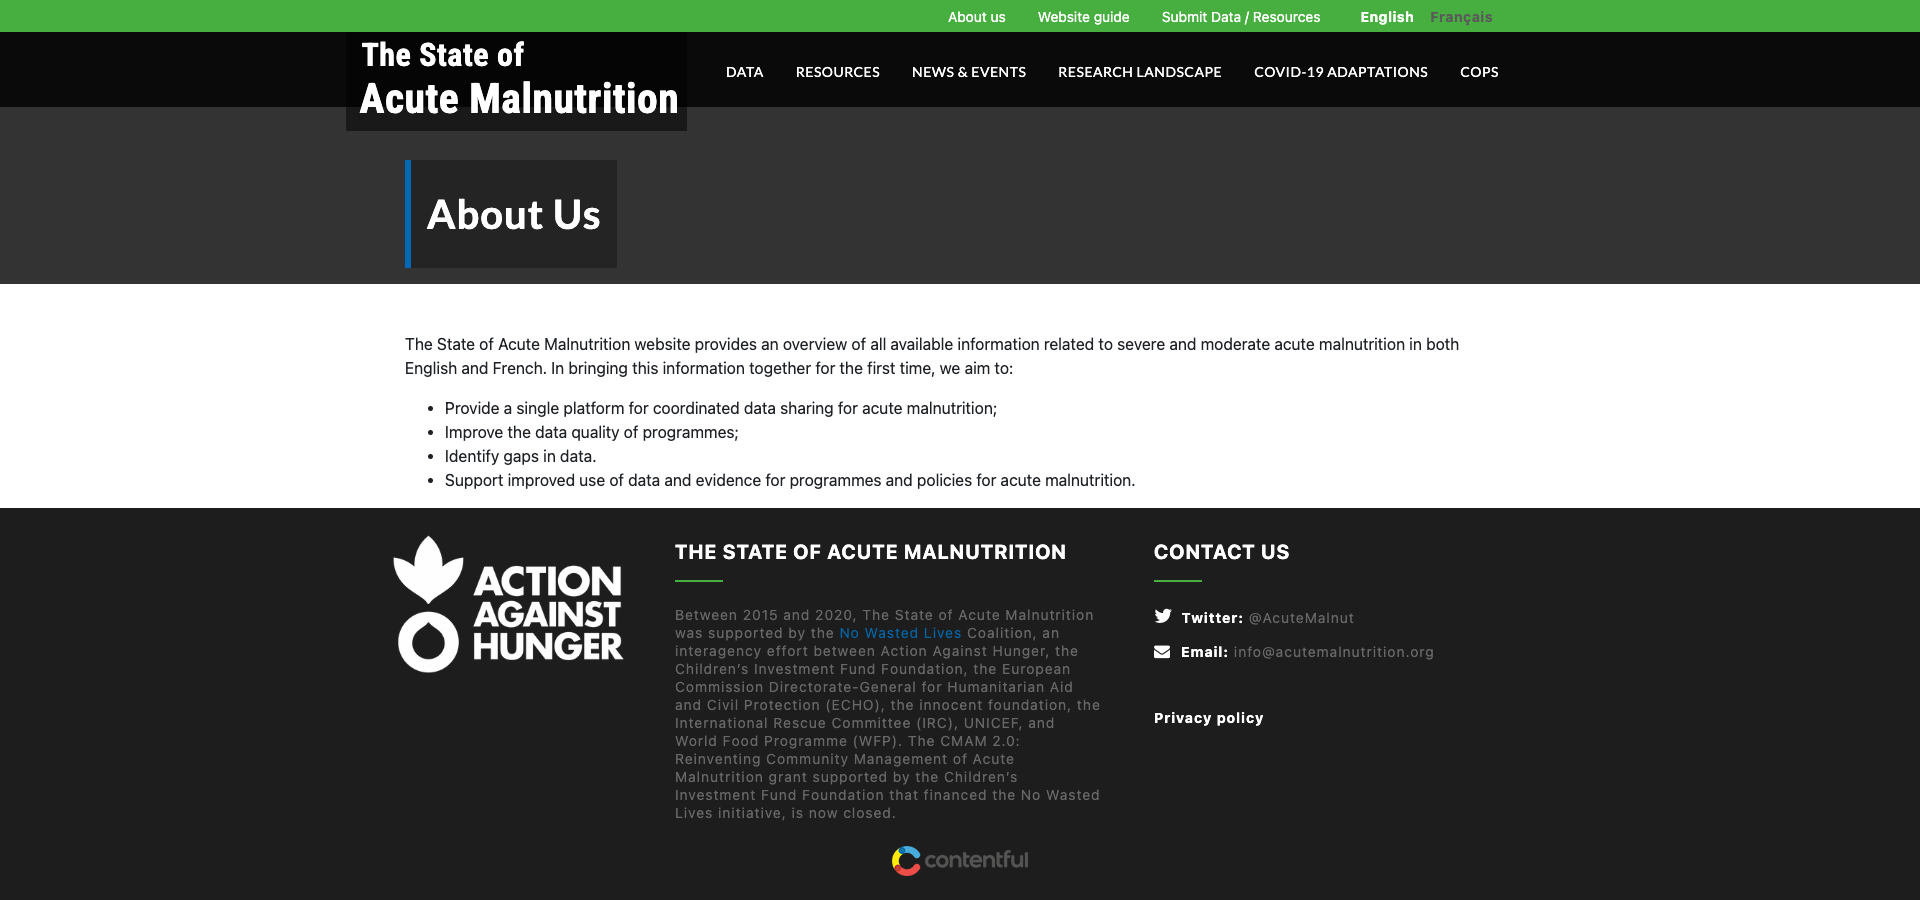 About us Website guide Submit Data / Resources English Français
The State of
Acute Malnutrition
DATA RESOURCES NEWS & EVENTS RESEARCH LANDSCAPE COVID-19 ADAPTATIONS COPS
About Us
The State of Acute Malnutrition website provides an overview of all available information related to severe and moderate acute malnutrition in both
English and French. In bringing this information together for the first time, we aim to:
• Provide a single platform for coordinated data sharing for acute malnutrition;
• Improve the data quality of programmes;
• Identify gaps in data.
• Support improved use of data and evidence for programmes and policies for acute malnutrition.
ACTION
AGAINST
HUNGER
THE STATE OF ACUTE MALNUTRITION
Between 2015 and 2020, The State of Acute Malnutrition
was supported by the No Wasted Lives Coalition, an
interagency effort between Action Against Hunger, the
Children's Investment Fund Foundation, the European
Commission Directorate-General for Humanitarian Aid
and Civil Protection (ECHO), the innocent foundation, the
International Rescue Committee (IRC), UNICEF, and
World Food Programme (WFP). The CMAM 2.0:
Reinventing Community Management of Acute
Malnutrition grant supported by the Children's
Investment Fund Foundation that financed the No Wasted
Lives initiative, is now closed.
CONTACT US
Twitter: @AcuteMalnut
Email: info@acutemalnutrition.org
Privacy policy
contentful